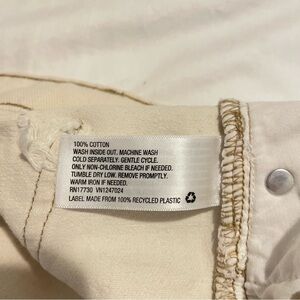 100% COTTON
WASH INSIDE OUT. MACHINE WASH
COLD SEPARATELY. GENTLE CYCLE.
ONLY NON-CHLORINE BLEACH IF NEEDED.
TUMBLE DRY LOW. REMOVE PROMPTLY.
WARM IRON IF NEEDED.
RN17730 VN1247024
LABEL MADE FROM 100% RECYCLED PLASTIC